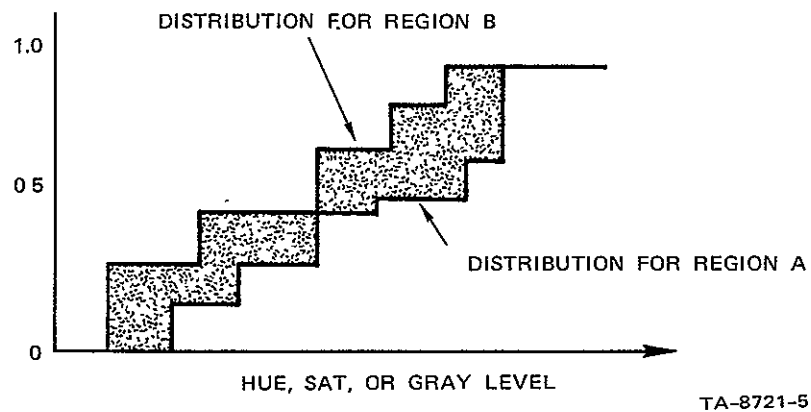 DISTRIBUTION FOR REGION B
1.0
0 5
DISTRIBUTION FOR REGION A
0
HUE, SAT, OR GRAY LEVEL
TA-8721-5